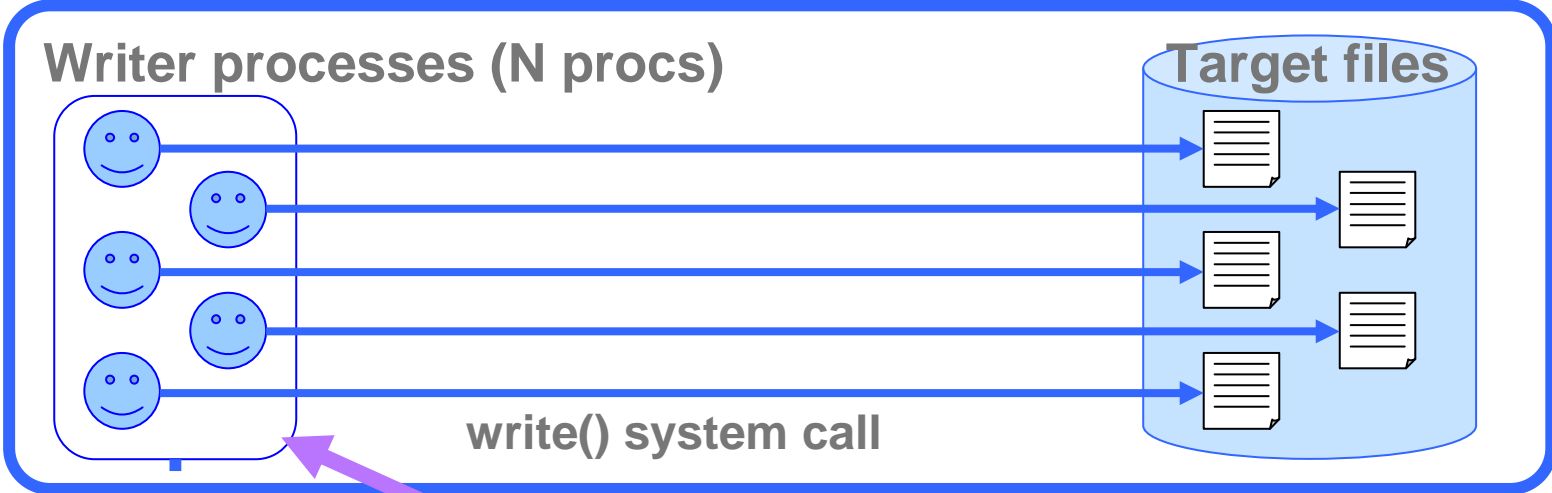 Writer processes (N procs)
Target files
write() system call